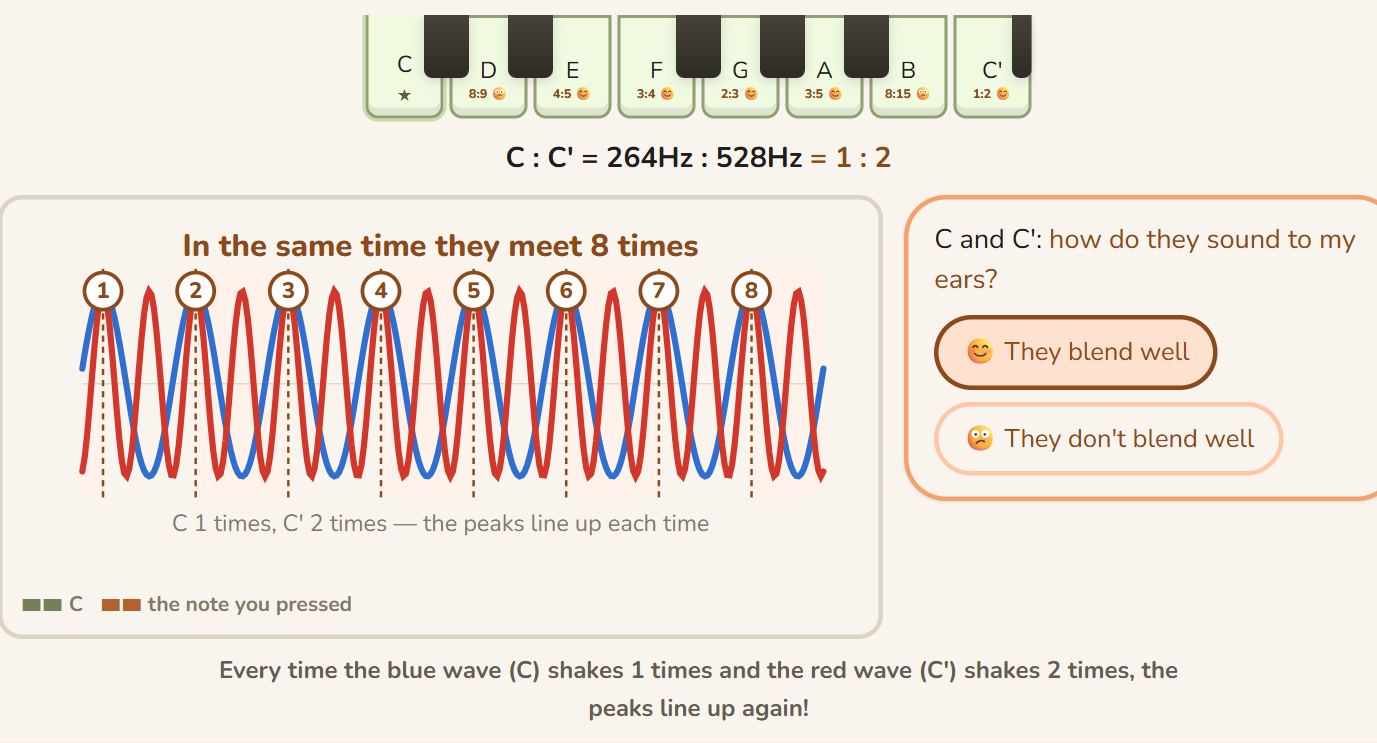 C D E F G A B C'
★ 8:9 😟 4:5 😊 3:4 😊 2:3 😊 3:5 😊 8:15 😟 1:2 😊
C : C' = 264Hz : 528Hz = 1 : 2
In the same time they meet 8 times
1 2 3 4 5 6 7 8
C 1 times, C' 2 times — the peaks line up each time
C the note you pressed
C and C': how do they sound to my
ears?
😊 They blend well
😟 They don't blend well
Every time the blue wave (C) shakes 1 times and the red wave (C') shakes 2 times, the
peaks line up again!